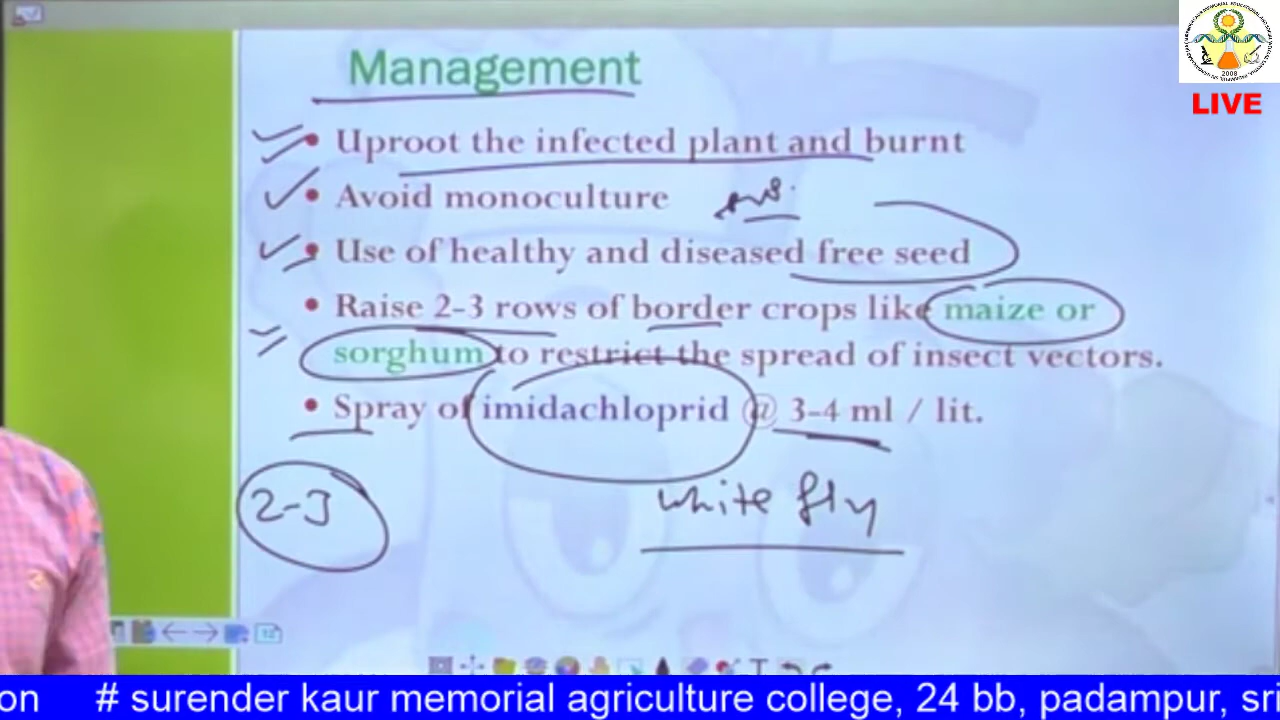 Management
• Uproot the infected plant and burnt
• Avoid monoculture
• Use of healthy and diseased free seed
• Raise 2-3 rows of border crops like maize or
sorghum to restrict the spread of insect vectors.
• Spray of imidachloprid @ 3-4 ml / lit.
2-3
white fly
LIVE
2008
on # surender kaur memorial agriculture college, 24 bb, padampur, sri